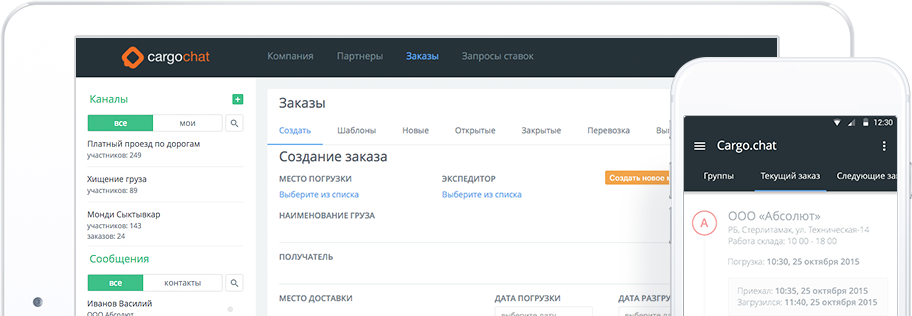 cargochat
Компания Партнеры Заказы Запросы ставок
Каналы
все мои
Платный проезд по дорогам
участников: 249
Хищение груза
участников: 89
Монди Сыктывкар
участников: 143
заказов: 24
Сообщения
все контакты
Иванов Василий
ООО Абсолют
Заказы
Создать Шаблоны Новые Открытые Закрытые Перевозка
Создание заказа
МЕСТО ПОГРУЗКИ ЭКСПЕДИТОР
Создать новое
Выберите из списка Выберите из списка
НАИМЕНОВАНИЕ ГРУЗА
ПОЛУЧАТЕЛЬ
МЕСТО ДОСТАВКИ ДАТА ПОГРУЗКИ ДАТА РАЗГРУ
выберите дату
12:30
Cargo.chat
Группы Текущий заказ Следующие за
А
ООО «Абсолют»
РБ, Стерлитамак, ул. Техническая-14
Работа склада: 10 00 - 18 00
Погрузка: 10:30, 25 октября 2015
Приехал: 10:35, 25 октября 2015
Загрузился: 11:40, 25 октября 2015